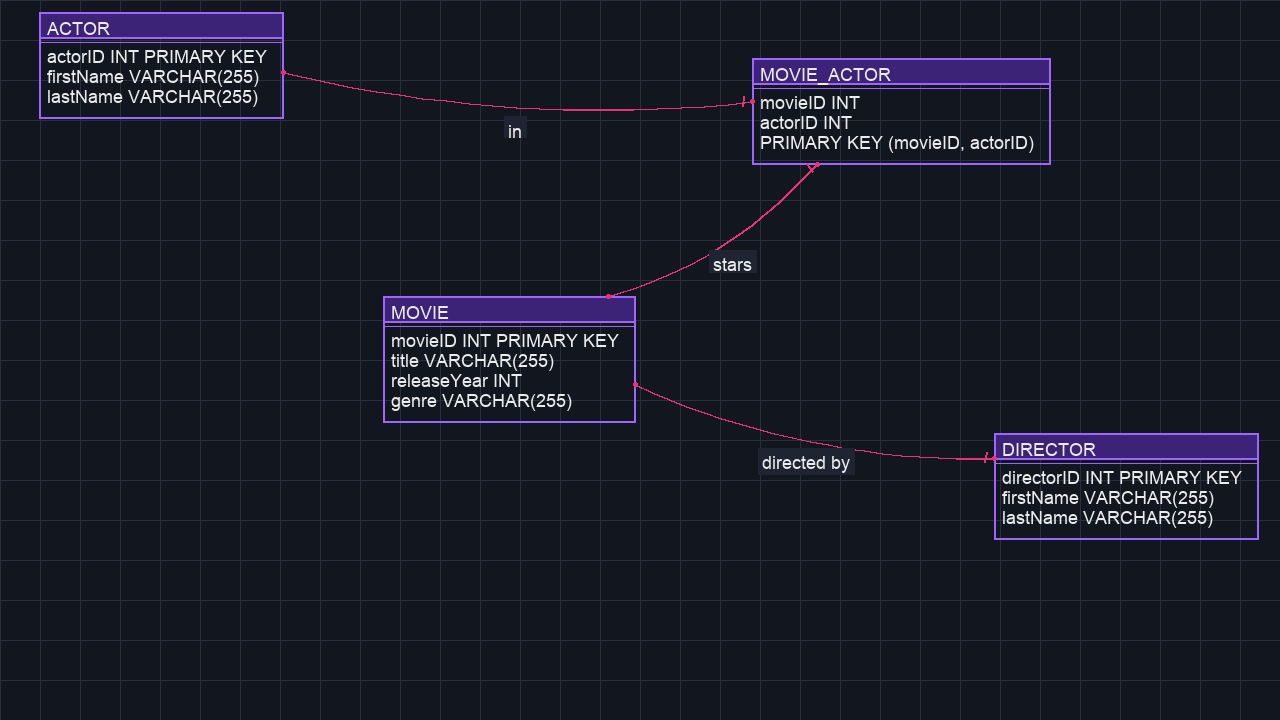 ACTOR
actorID INT PRIMARY KEY
firstName VARCHAR(255)
lastName VARCHAR(255)
in
MOVIE_ACTOR
movieID INT
actorID INT
PRIMARY KEY (movieID, actorID)
stars
MOVIE
movieID INT PRIMARY KEY
title VARCHAR(255)
releaseYear INT
genre VARCHAR(255)
directed by
DIRECTOR
directorID INT PRIMARY KEY
firstName VARCHAR(255)
lastName VARCHAR(255)